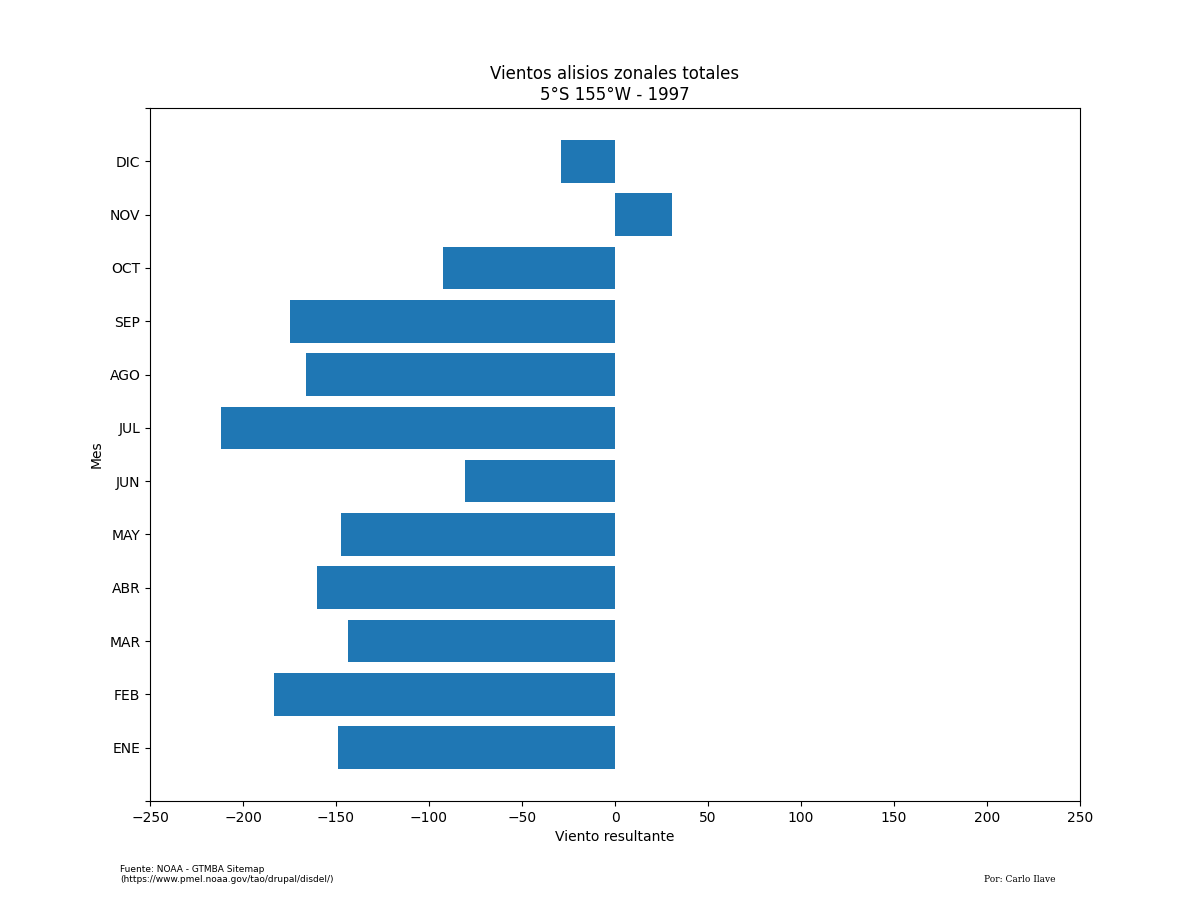 Vientos alisios zonales totales
5°S 155°W - 1997
DIC
NOV
OCT
SEP
AGO
JUL
JUN
MAY
ABR
MAR
FEB
ENE
Mes
−250 −200 −150 −100 −50 0 50 100 150 200 250
Viento resultante
Fuente: NOAA - GTMBA Sitemap
(https://www.pmel.noaa.gov/tao/drupal/disdel/)
Por: Carlo Ilave